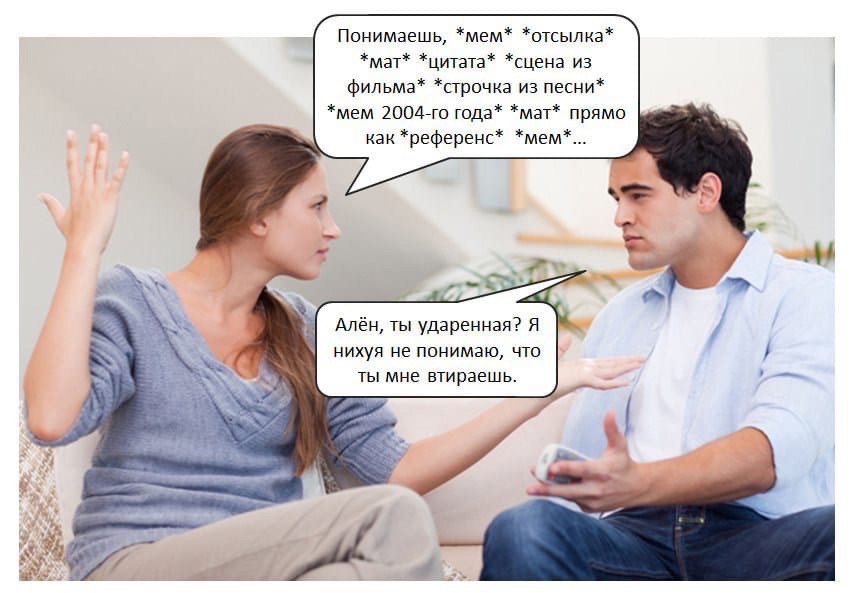 Понимаешь, *мем* *отсылка*
*мат* *цитата* *сцена из
фильма* *строчка из песни*
*мем 2004-го года* *мат* прямо
как *референс* *мем*...
Алён, ты ударенная? Я
нихуя не понимаю, что
ты мне втираешь.